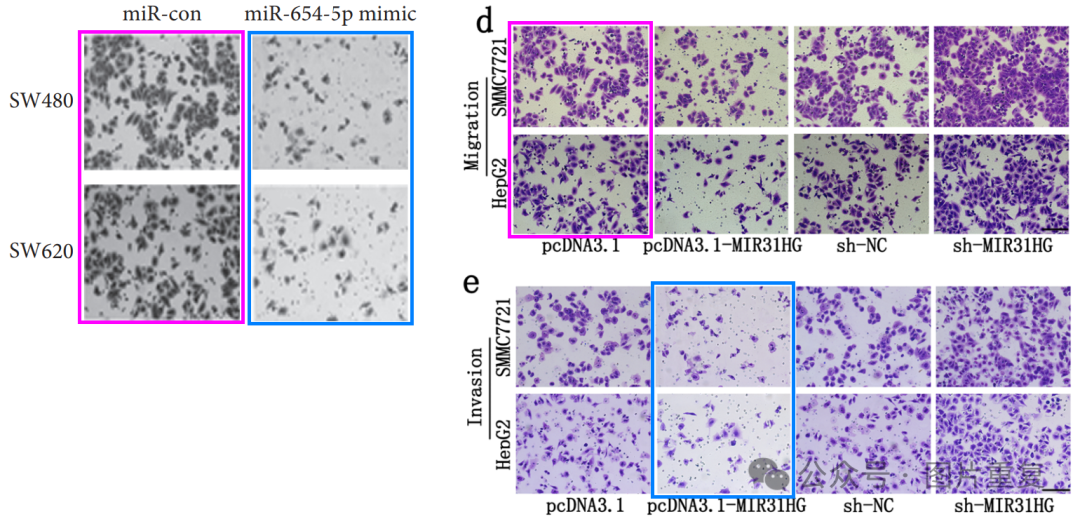 miR-con miR-654-5p mimic
SW480
SW620
d
Migration
SMMC7721
HepG2
pcDNA3.1 pcDNA3.1-MIR31HG sh-NC sh-MIR31HG
e
Invasion
SMMC7721
HepG2
公众号 · 图片重复
pcDNA3.1 pcDNA3.1-MIR31HG sh-NC sh-MIR31HG